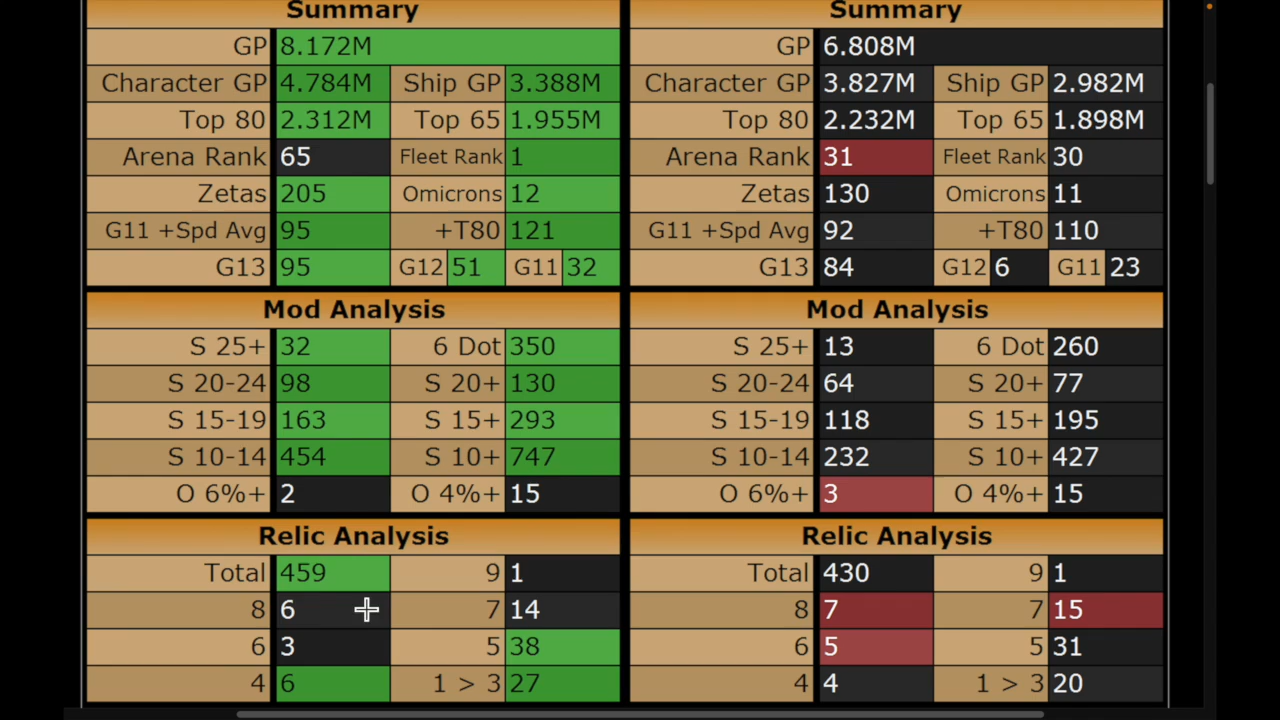 Summary
GP 8.172M
Character GP 4.784M Ship GP 3.388M
Top 80 2.312M Top 65 1.955M
Arena Rank 65 Fleet Rank 1
Zetas 205 Omicrons 12
G11 +Spd Avg 95 +T80 121
G13 95 G12 51 G11 32
Mod Analysis
S 25+ 32 6 Dot 350
S 20-24 98 S 20+ 130
S 15-19 163 S 15+ 293
S 10-14 454 S 10+ 747
O 6%+ 2 O 4%+ 15
Relic Analysis
Total 459 9 1
8 6 7 14
6 3 5 38
4 6 1 > 3 27
Summary
GP 6.808M
Character GP 3.827M Ship GP 2.982M
Top 80 2.232M Top 65 1.898M
Arena Rank 31 Fleet Rank 30
Zetas 130 Omicrons 11
G11 +Spd Avg 92 +T80 110
G13 84 G12 6 G11 23
Mod Analysis
S 25+ 13 6 Dot 260
S 20-24 64 S 20+ 77
S 15-19 118 S 15+ 195
S 10-14 232 S 10+ 427
O 6%+ 3 O 4%+ 15
Relic Analysis
Total 430 9 1
8 7 7 15
6 5 5 31
4 4 1 > 3 20